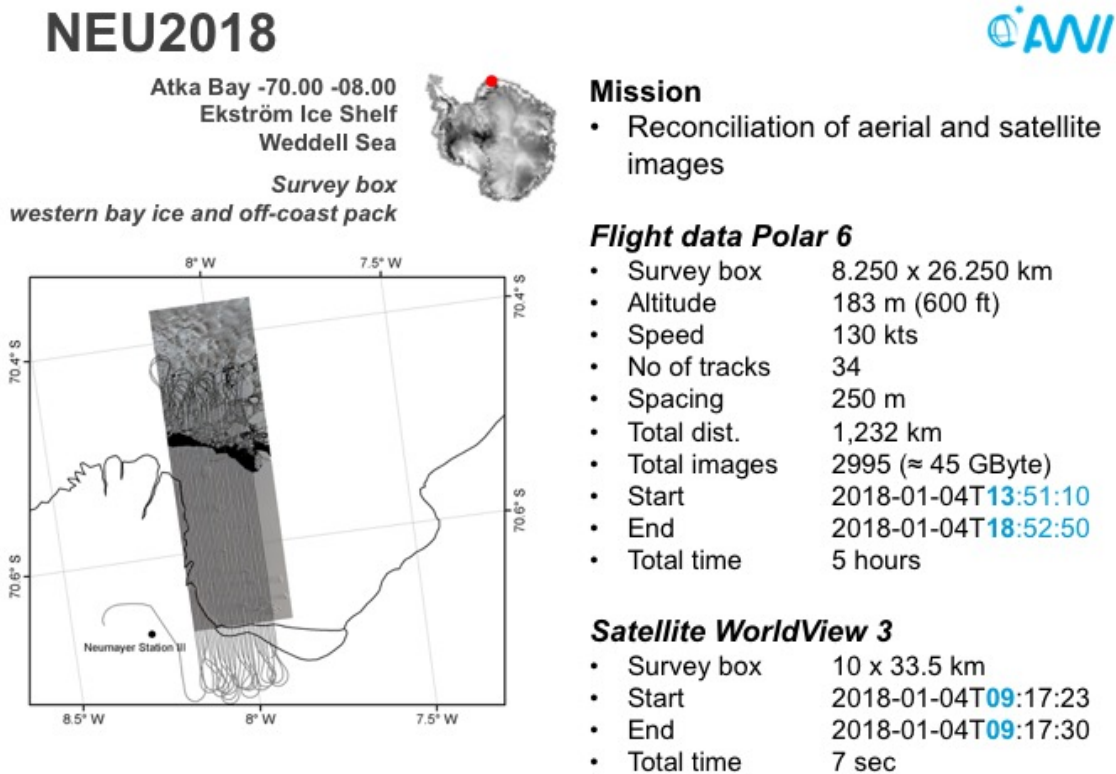 NEU2018
AWI
Atka Bay -70.00 -08.00
Ekström Ice Shelf
Weddell Sea
Survey box
western bay ice and off-coast pack
8° W
7.5° W
70.4° S
70.4° S
70.6° S
70.6° S
Neumayer Station III
8.5° W
8° W
7.5° W
Mission
• Reconciliation of aerial and satellite
images
Flight data Polar 6
• Survey box 8.250 x 26.250 km
• Altitude 183 m (600 ft)
• Speed 130 kts
• No of tracks 34
• Spacing 250 m
• Total dist. 1,232 km
• Total images 2995 (≈ 45 GByte)
• Start 2018-01-04T13:51:10
• End 2018-01-04T18:52:50
• Total time 5 hours
Satellite WorldView 3
• Survey box 10 x 33.5 km
• Start 2018-01-04T09:17:23
• End 2018-01-04T09:17:30
• Total time 7 sec